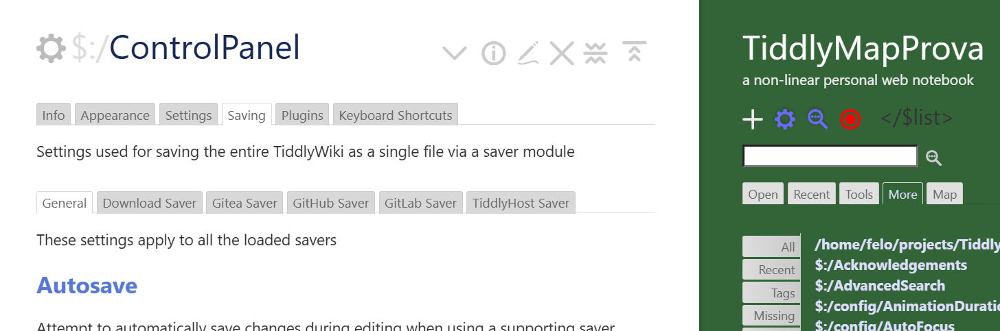 $:/ControlPanel
Info Appearance Settings Saving Plugins Keyboard Shortcuts
Settings used for saving the entire TiddlyWiki as a single file via a saver module
General Download Saver Gitea Saver GitHub Saver GitLab Saver TiddlyHost Saver
These settings apply to all the loaded savers
Autosave
Attempt to automatically save changes during editing when using a supporting saver
TiddlyMapProva
a non-linear personal web notebook
</$list>
Open Recent Tools More Map
All
Recent
Tags
Missing
/home/felo/projects/Tiddly
$:/Acknowledgements
$:/AdvancedSearch
$:/config/AnimationDuratio
$:/config/AutoFocus